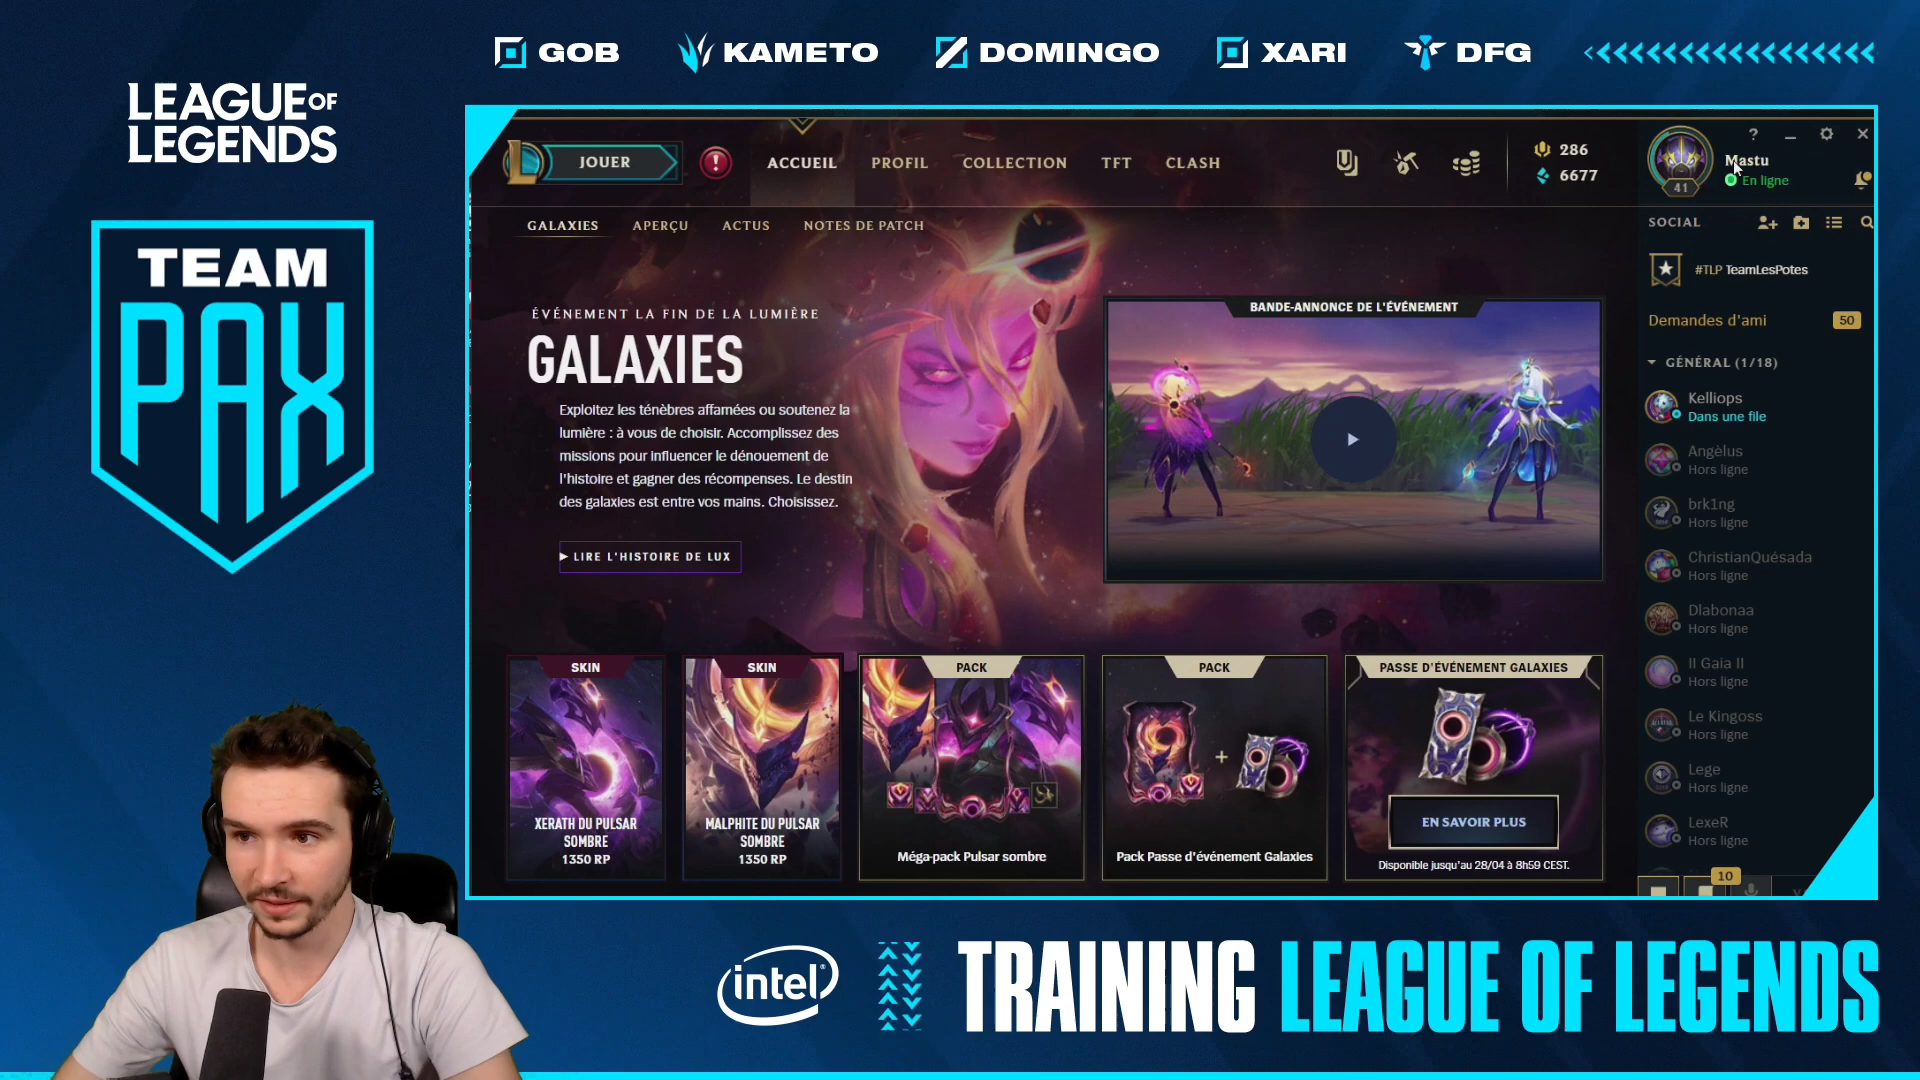 GOB
KAMETO
DOMINGO
XARI
DFG
LEAGUE OF
LEGENDS
TEAM
PAX
JOUER
ACCUEIL
PROFIL
COLLECTION
TFT
CLASH
286
6677
41
Mastu
En ligne
GALAXIES
APERÇU
ACTUS
NOTES DE PATCH
SOCIAL
#TLP TeamLesPotes
Demandes d'ami
50
GÉNÉRAL (1/18)
Kelliops
Dans une file
Angèlus
Hors ligne
brk1ng
Hors ligne
ChristianQuésada
Hors ligne
Dlabonaa
Hors ligne
Il Gaia II
Hors ligne
Le Kingoss
Hors ligne
Lege
Hors ligne
LexeR
Hors ligne
10
ÉVÉNEMENT LA FIN DE LA LUMIÈRE
GALAXIES
Exploitez les ténèbres affamées ou soutenez la
lumière : à vous de choisir. Accomplissez des
missions pour influencer le dénouement de
l'histoire et gagner des récompenses. Le destin
des galaxies est entre vos mains. Choisissez.
LIRE L'HISTOIRE DE LUX
BANDE-ANNONCE DE L'ÉVÉNEMENT
SKIN
XERATH DU PULSAR
SOMBRE
1350 RP
SKIN
MALPHITE DU PULSAR
SOMBRE
1350 RP
PACK
Méga-pack Pulsar sombre
PACK
Pack Passe d'événement Galaxies
PASSE D'ÉVÉNEMENT GALAXIES
EN SAVOIR PLUS
Disponible jusqu'au 28/04 à 8h59 CEST.
intel
TRAINING LEAGUE OF LEGENDS